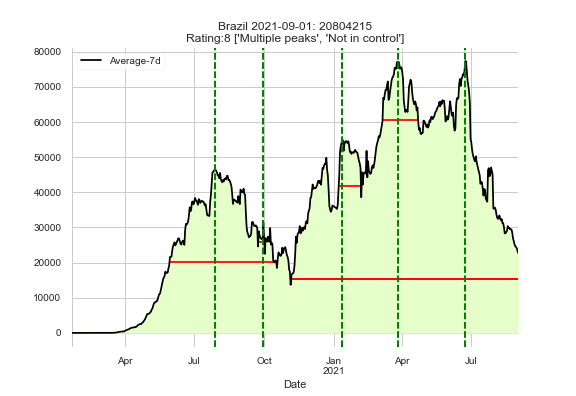 Brazil 2021-09-01: 20804215
Rating:8 ['Multiple peaks', 'Not in control']
Average-7d
80000
70000
60000
50000
40000
30000
20000
10000
0
Apr Jul Oct Jan Apr Jul
2021
Date